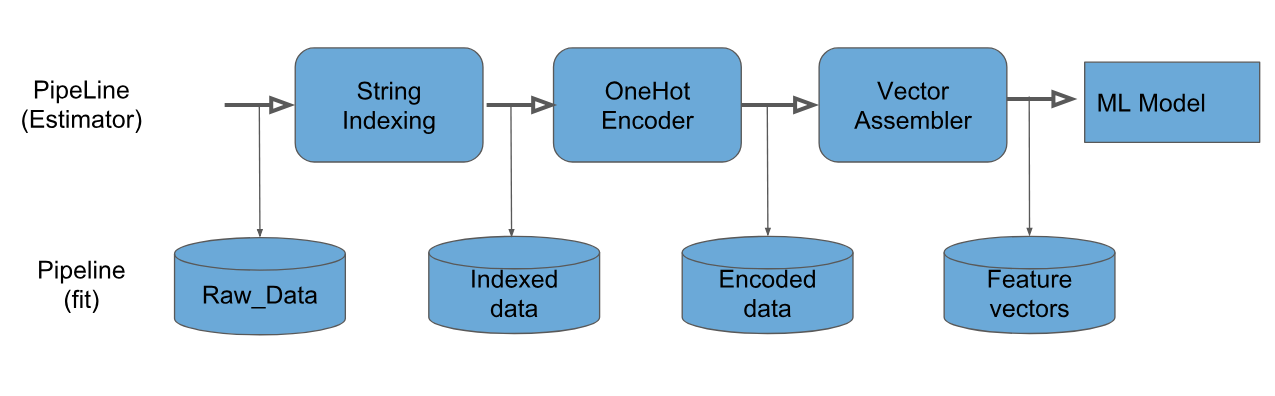 PipeLine
(Estimator)
String
Indexing
OneHot
Encoder
Vector
Assembler
ML Model
Pipeline
(fit)
Raw_Data
Indexed
data
Encoded
data
Feature
vectors